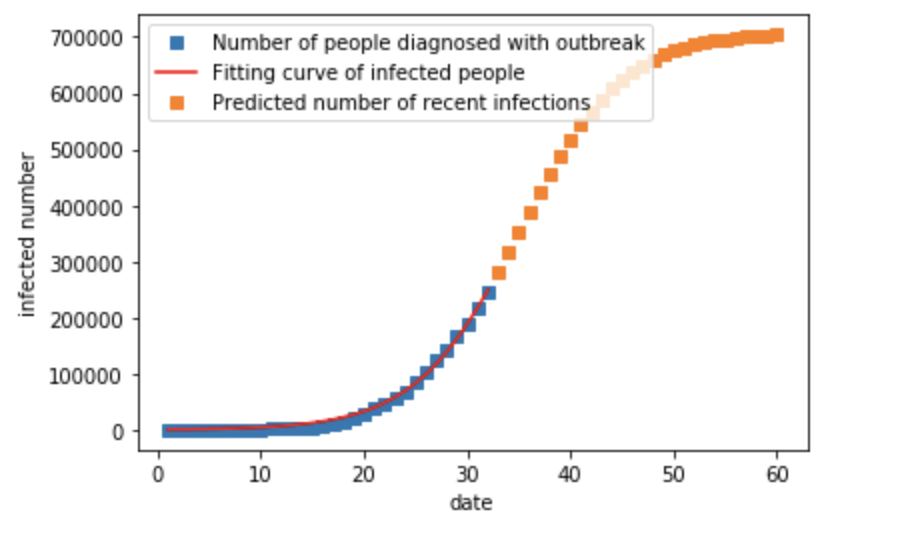 Number of people diagnosed with outbreak
Fitting curve of infected people
Predicted number of recent infections
700000
600000
500000
400000
300000
200000
100000
0
infected number
0 10 20 30 40 50 60
date